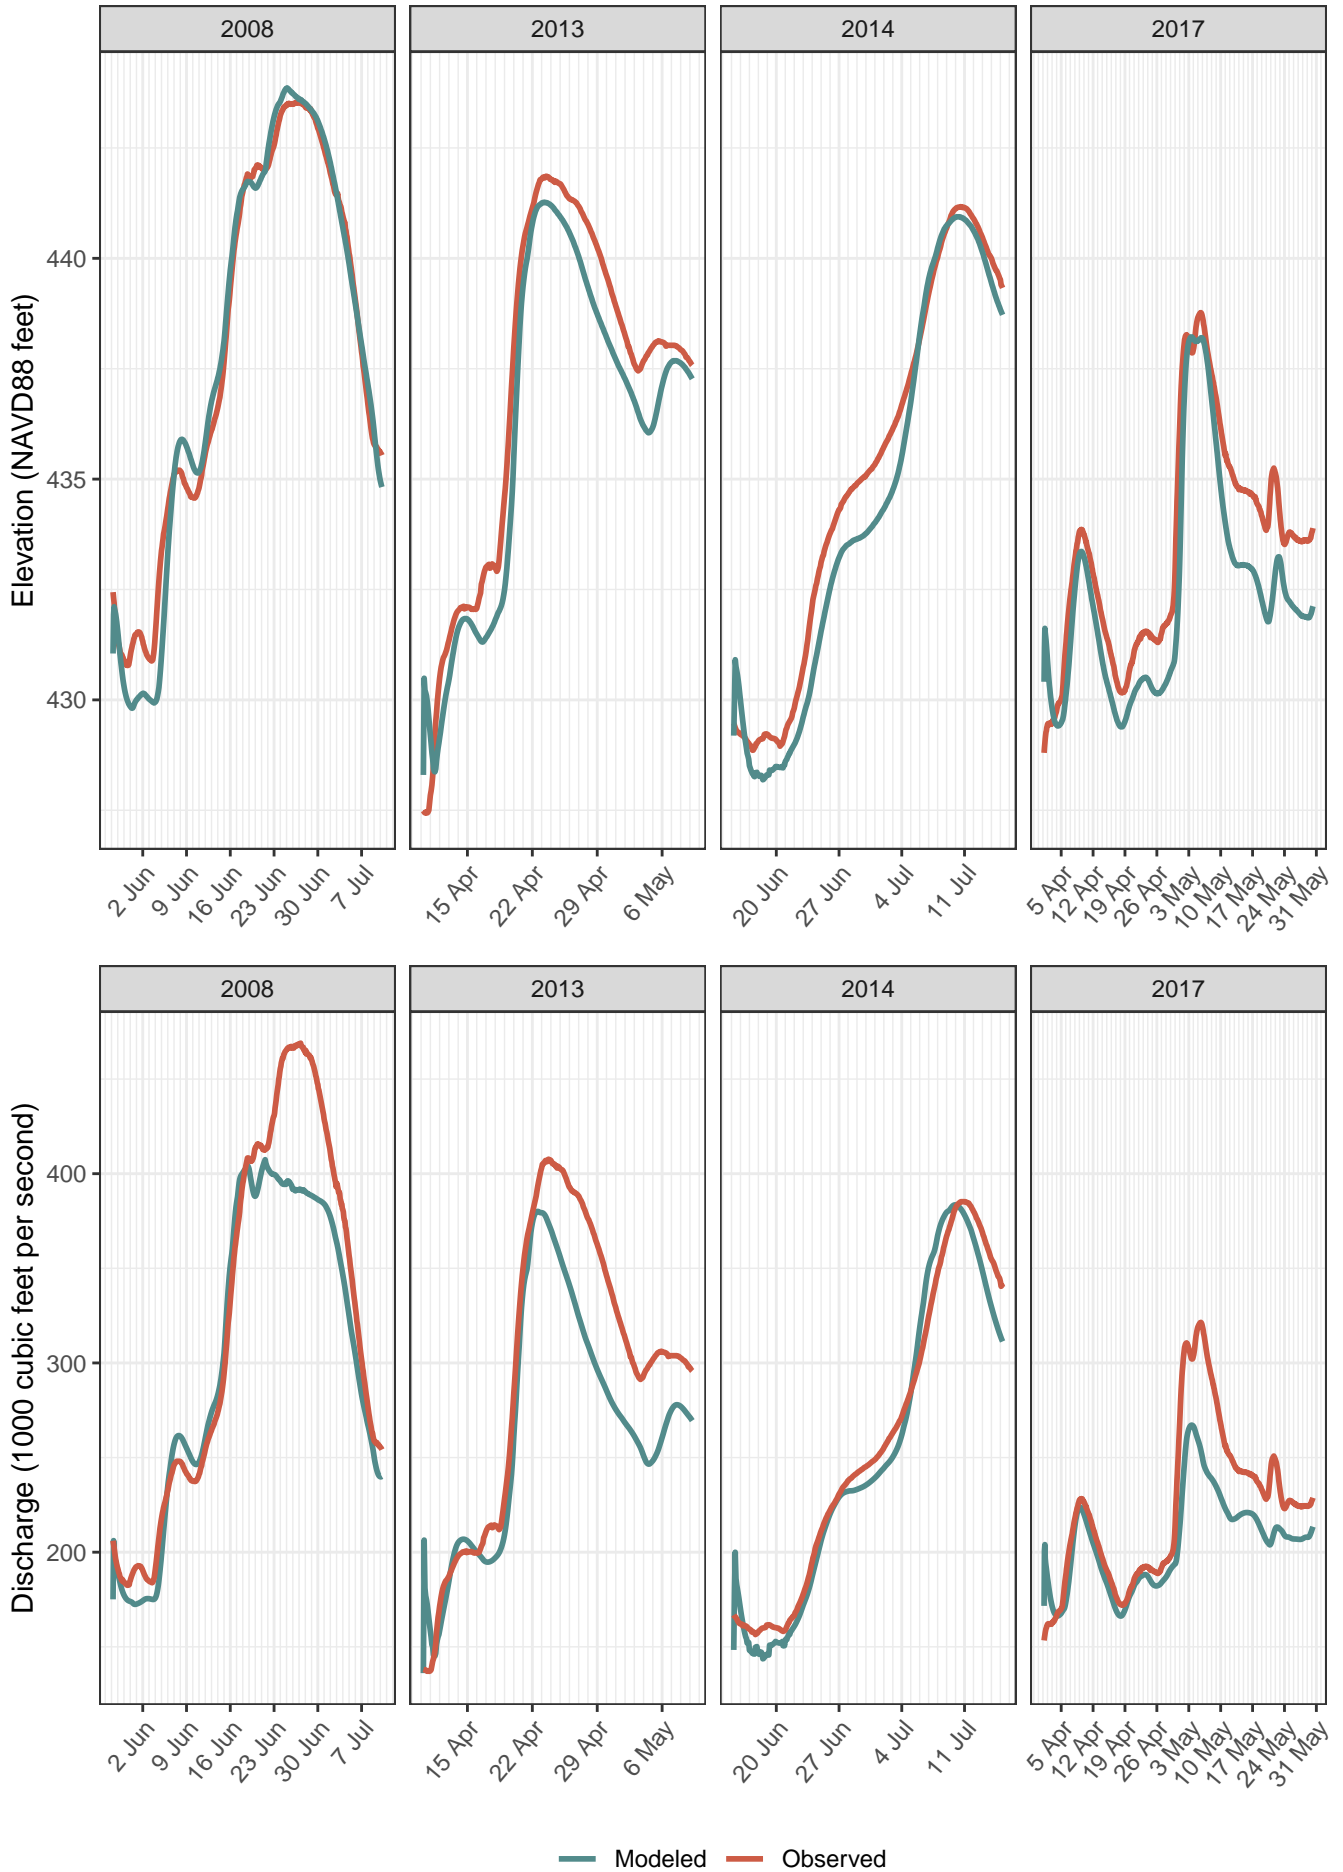 2008 2013 2014 2017
Elevation (NAVD88 feet)
440
435
430
2 Jun 9 Jun 16 Jun 23 Jun 30 Jun 7 Jul 15 Apr 22 Apr 29 Apr 6 May 20 Jun 27 Jun 4 Jul 11 Jul 5 Apr 12 Apr 19 Apr 26 Apr 3 May 10 May 17 May 24 May 31 May
2008 2013 2014 2017
Discharge (1000 cubic feet per second)
400
300
200
2 Jun 9 Jun 16 Jun 23 Jun 30 Jun 7 Jul 15 Apr 22 Apr 29 Apr 6 May 20 Jun 27 Jun 4 Jul 11 Jul 5 Apr 12 Apr 19 Apr 26 Apr 3 May 10 May 17 May 24 May 31 May
Modeled Observed